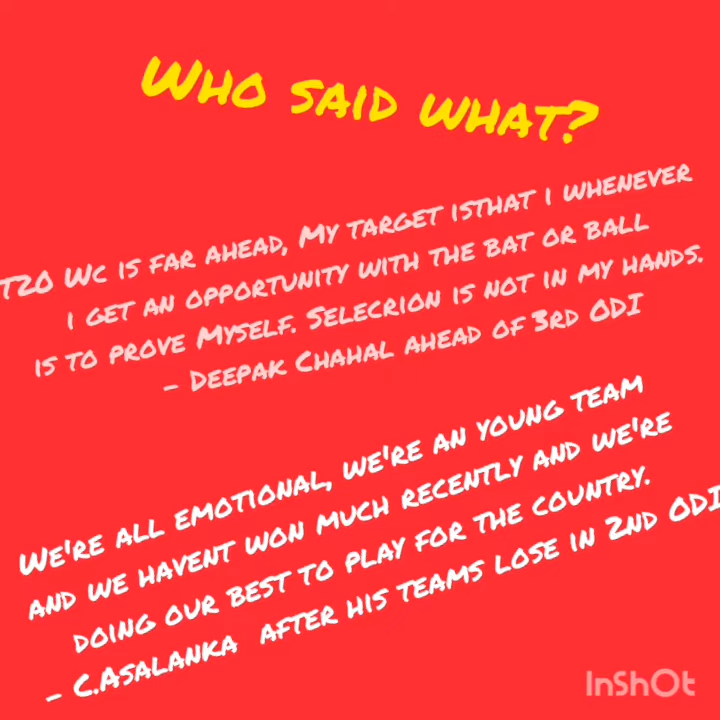 WHO SAID WHAT?
T20 WC IS FAR AHEAD, MY TARGET ISTHAT I WHENEVER
I GET AN OPPORTUNITY WITH THE BAT OR BALL
IS TO PROVE MYSELF. SELECRION IS NOT IN MY HANDS.
- DEEPAK CHAHAL AHEAD OF 3RD ODI
WE'RE ALL EMOTIONAL, WE'RE AN YOUNG TEAM
AND WE HAVENT WON MUCH RECENTLY AND WE'RE
DOING OUR BEST TO PLAY FOR THE COUNTRY.
- C.ASALANKA AFTER HIS TEAMS LOSE IN 2ND ODI
InShOt